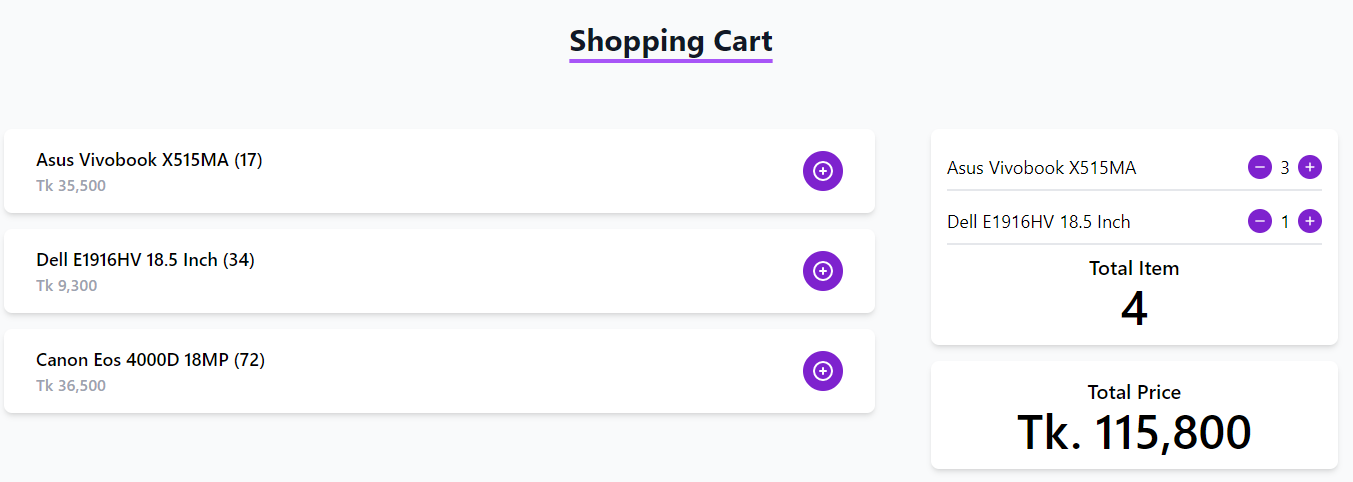 Shopping Cart
Asus Vivobook X515MA (17)
Tk 35,500
Dell E1916HV 18.5 Inch (34)
Tk 9,300
Canon Eos 4000D 18MP (72)
Tk 36,500
Asus Vivobook X515MA 3
Dell E1916HV 18.5 Inch 1
Total Item
4
Total Price
Tk. 115,800